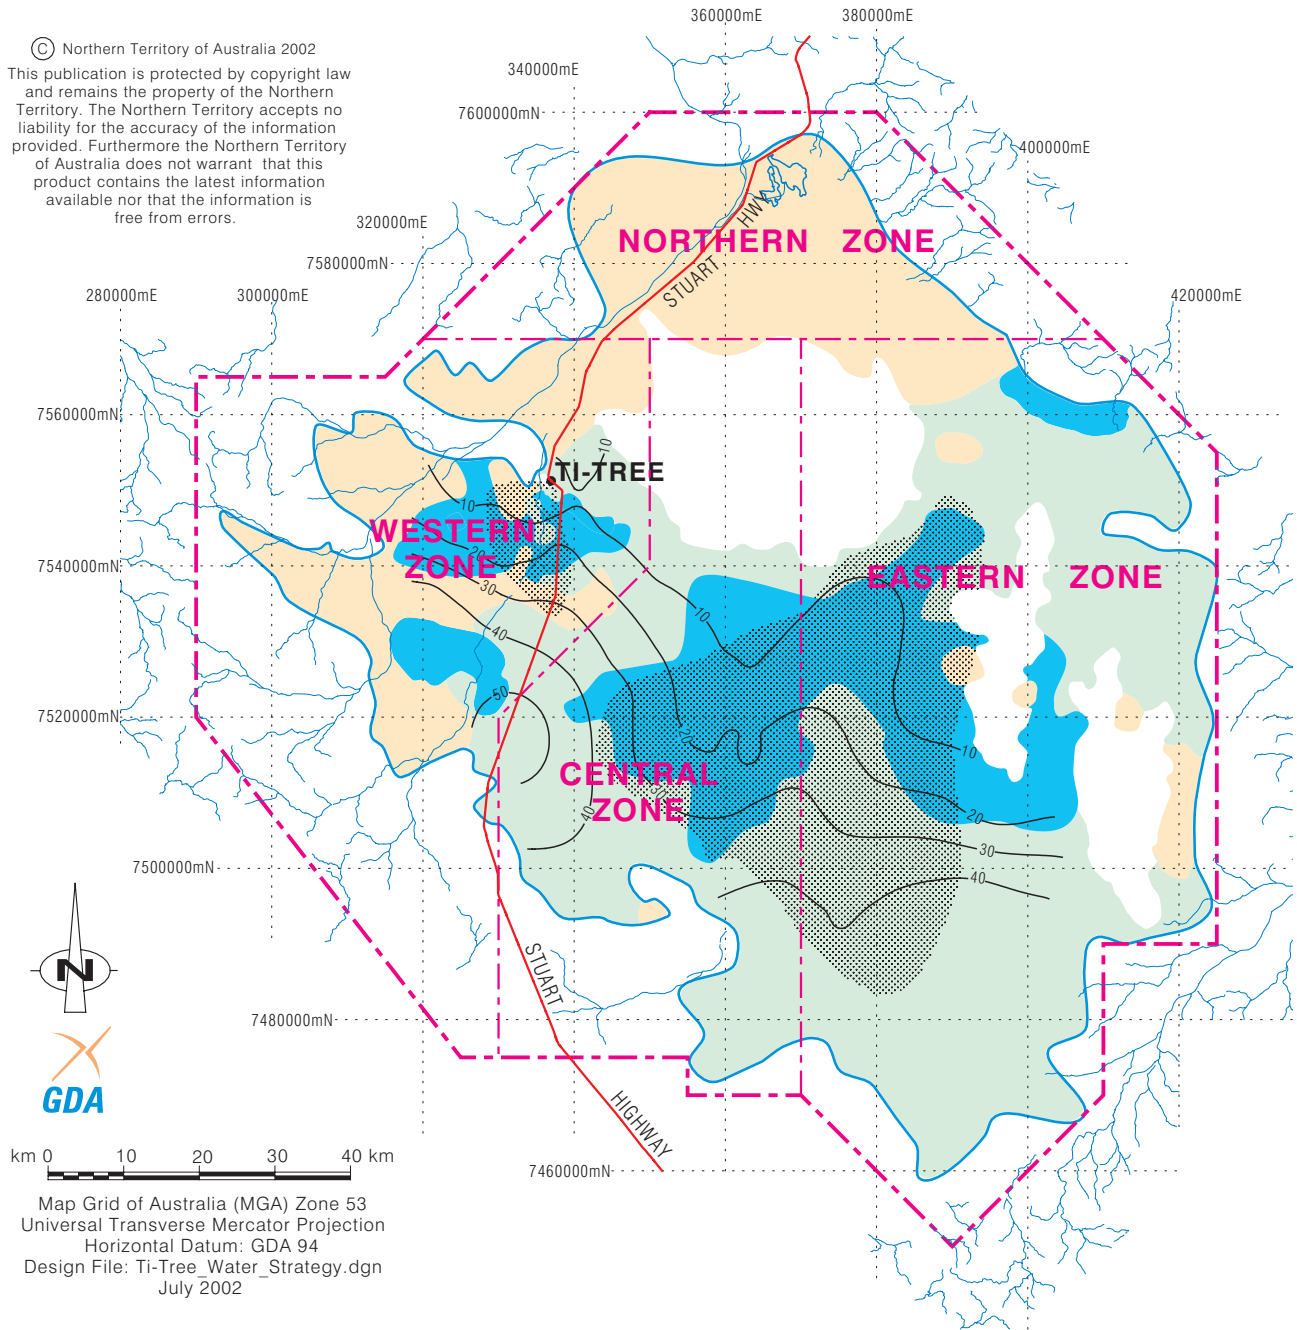 360000mE
380000mE
© Northern Territory of Australia 2002
This publication is protected by copyright law
and remains the property of the Northern
Territory. The Northern Territory accepts no
liability for the accuracy of the information
provided. Furthermore the Northern Territory
of Australia does not warrant that this
product contains the latest information
available nor that the information is
free from errors.
340000mE
7600000mN
400000mE
320000mE
HWY
NORTHERN ZONE
7580000mN
STUART
280000mE
300000mE
420000mE
7560000mN
10
TI-TREE
10
WESTERN
ZONE
20
7540000mN
30
EASTERN ZONE
10
40
50
7520000mN
20
10
CENTRAL
ZONE
30
40
20
30
7500000mN
40
N
STUART
7480000mN
GDA
HIGHWAY
km 0 10 20 30 40 km
7460000mN
Map Grid of Australia (MGA) Zone 53
Universal Transverse Mercator Projection
Horizontal Datum: GDA 94
Design File: Ti-Tree_Water_Strategy.dgn
July 2002